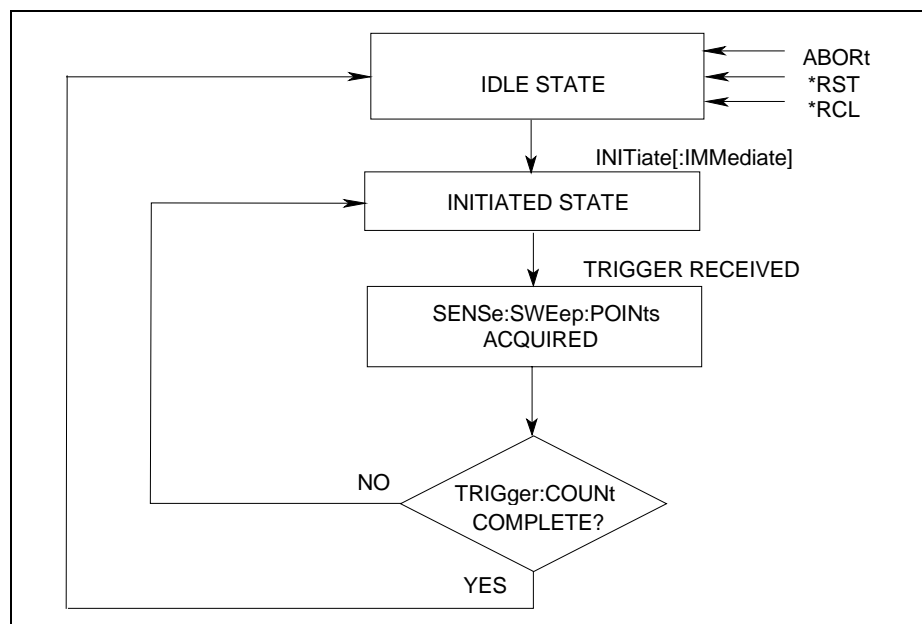 ABORt
*RST
*RCL
IDLE STATE
INITiate[:IMMediate]
INITIATED STATE
TRIGGER RECEIVED
SENSe:SWEep:POINts
ACQUIRED
NO
TRIGger:COUNt
COMPLETE?
YES